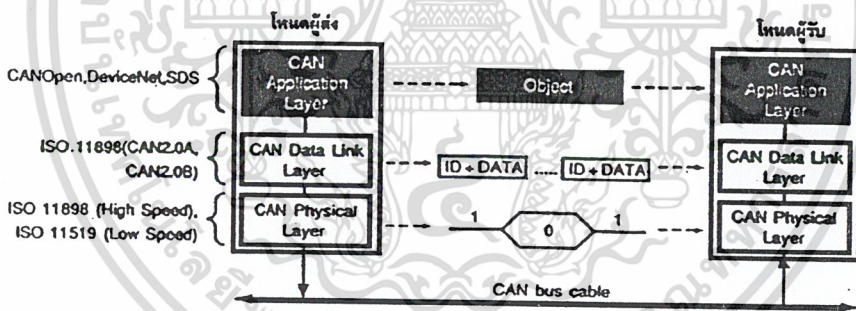 โหนดผู้ส่ง
โหนดผู้รับ
CANOpen,DeviceNet,SDS
CAN
Application
Layer
Object
CAN
Application
Layer
ISO.11898(CAN2.0A,
CAN2.0B)
CAN Data Link
Layer
ID + DATA ..... ID + DATA
CAN Data Link
Layer
ISO 11898 (High Speed).
ISO 11519 (Low Speed)
CAN Physical
Layer
1 0 1
CAN Physical
Layer
CAN bus cable